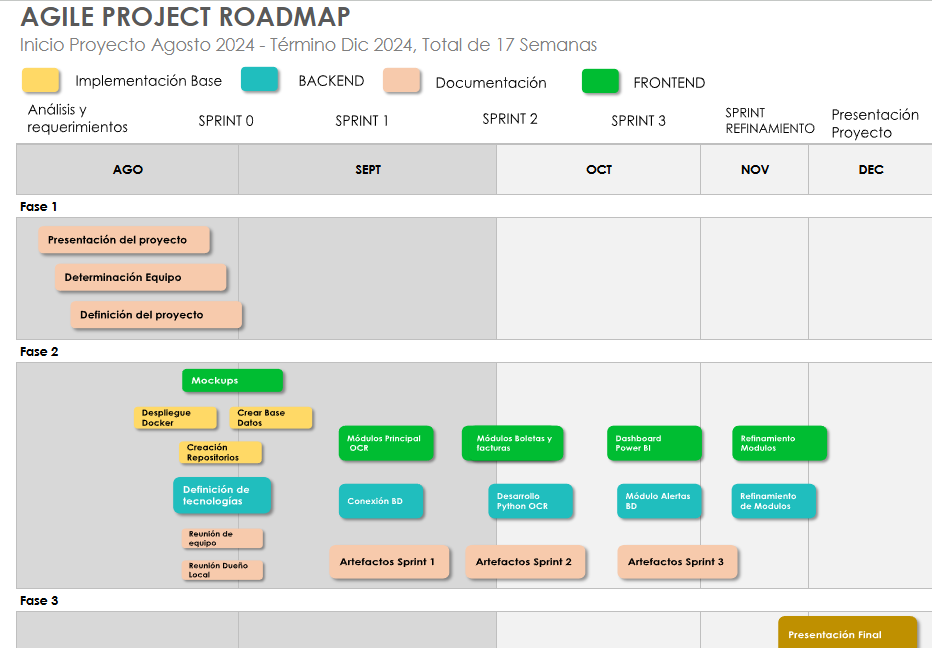 AGILE PROJECT ROADMAP
Inicio Proyecto Agosto 2024 - Término Dic 2024, Total de 17 Semanas
Implementación Base
BACKEND
Documentación
FRONTEND
Análisis y
requerimientos
SPRINT 0
SPRINT 1
SPRINT 2
SPRINT 3
SPRINT
REFINAMIENTO
Presentación
Proyecto
AGO
SEPT
OCT
NOV
DEC
Fase 1
Presentación del proyecto
Determinación Equipo
Definición del proyecto
Fase 2
Mockups
Despliegue
Docker
Crear Base
Datos
Creación
Repositorios
Módulos Principal
OCR
Módulos Boletas y
facturas
Dashboard
Power BI
Refinamiento
Modulos
Definición de
tecnologías
Conexión BD
Desarrollo
Python OCR
Módulo Alertas
BD
Refinamiento
de Modulos
Reunión de
equipo
Reunión Dueño
Local
Artefactos Sprint 1
Artefactos Sprint 2
Artefactos Sprint 3
Fase 3
Presentación Final